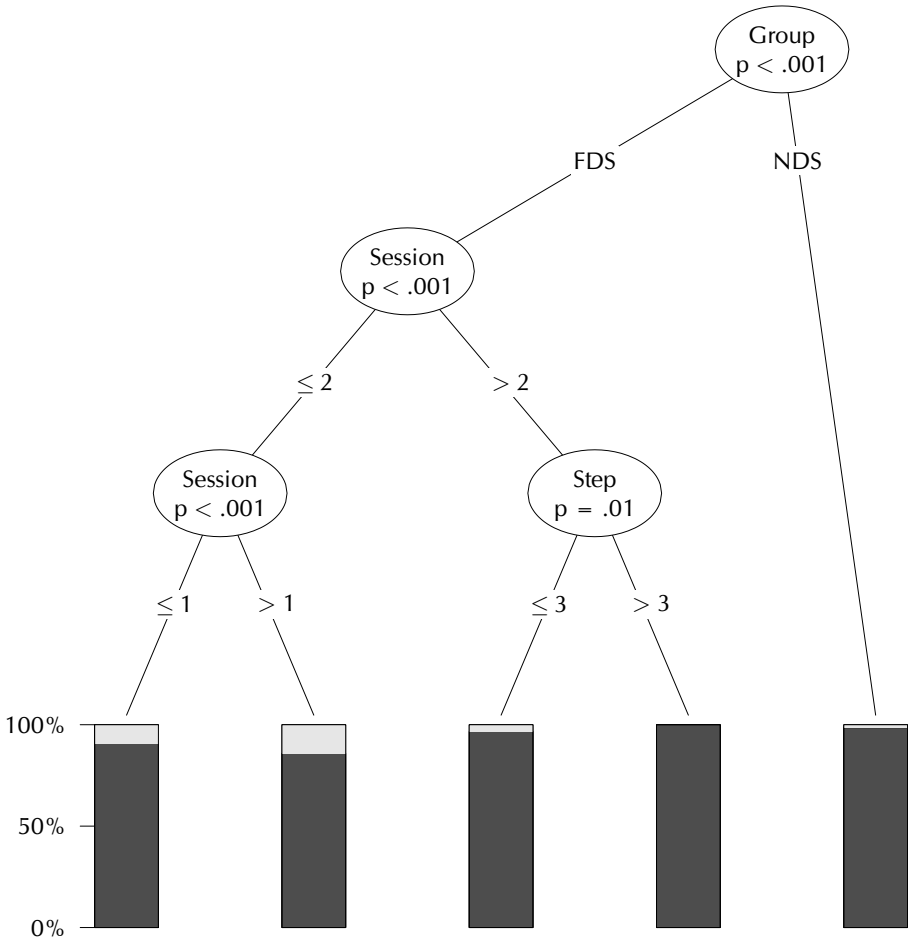 Group
p < .001
FDS
NDS
Session
p < .001
≤ 2
> 2
Session
p < .001
Step
p = .01
≤ 1
> 1
≤ 3
> 3
100%
50%
0%